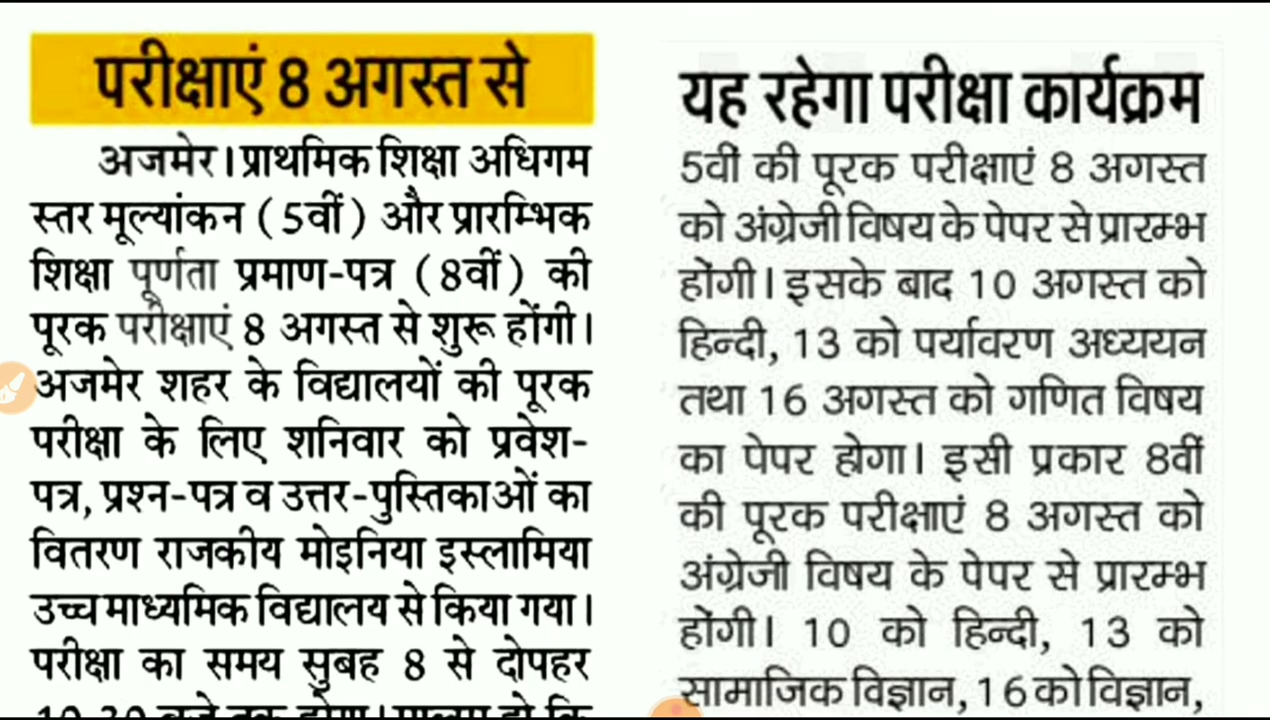 परीक्षाएं 8 अगस्त से
अजमेर। प्राथमिक शिक्षा अधिगम
स्तर मूल्यांकन (5वीं) और प्रारम्भिक
शिक्षा पूर्णता प्रमाण-पत्र (8वीं) की
पूरक परीक्षाएं 8 अगस्त से शुरू होंगी।
अजमेर शहर के विद्यालयों की पूरक
परीक्षा के लिए शनिवार को प्रवेश-
पत्र, प्रश्न-पत्र व उत्तर-पुस्तिकाओं का
वितरण राजकीय मोइनिया इस्लामिया
उच्च माध्यमिक विद्यालय से किया गया।
परीक्षा का समय सुबह 8 से दोपहर
10.30 बजे तक होगा। मालूम हो कि
यह रहेगा परीक्षा कार्यक्रम
5वीं की पूरक परीक्षाएं 8 अगस्त
को अंग्रेजी विषय के पेपर से प्रारम्भ
होंगी। इसके बाद 10 अगस्त को
हिन्दी, 13 को पर्यावरण अध्ययन
तथा 16 अगस्त को गणित विषय
का पेपर होगा। इसी प्रकार 8वीं
की पूरक परीक्षाएं 8 अगस्त को
अंग्रेजी विषय के पेपर से प्रारम्भ
होंगी। 10 को हिन्दी, 13 को
सामाजिक विज्ञान, 16 को विज्ञान,